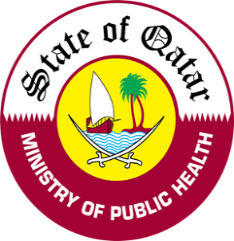 State of Qatar
MINISTRY OF PUBLIC HEALTH